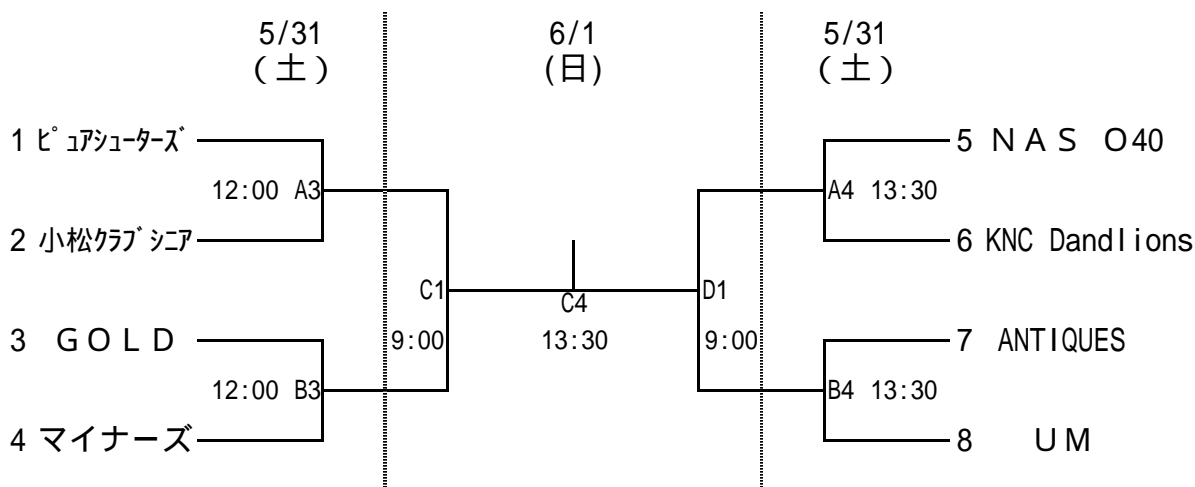 5/31 6/1 5/31
(土) (日) (土)
1 ﾋﾟｭｱｼｭｰﾀｰｽﾞ 5 ＮＡＳ Ｏ40
12:00 A3 A4 13:30
2 小松ｸﾗﾌﾞｼﾆｱ 6 KNC Dandlions
C1 C4 D1
3 ＧＯＬＤ 9:00 13:30 9:00 7 ANTIQUES
12:00 B3 B4 13:30
4 マイナーズ 8 ＵＭ